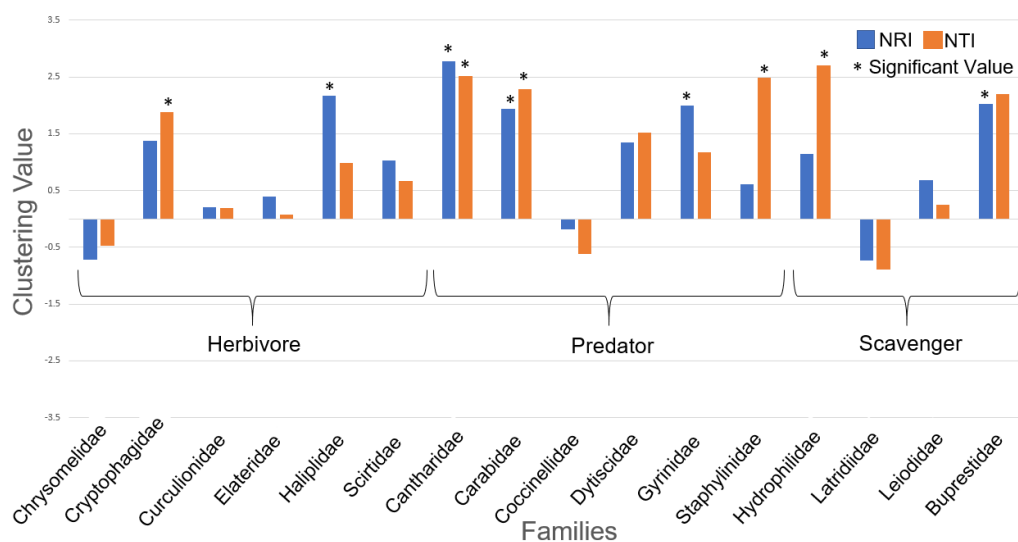 3.5
NRI NTI
* Significant Value
2.5
1.5
0.5
-0.5
-1.5
-2.5
-3.5
Clustering Value
* * * * * * * * * *
Herbivore Predator Scavenger
Chrysomelidae
Cryptophagidae
Curculionidae
Elateridae
Haliplidae
Scirtidae
Cantharidae
Carabidae
Coccinellidae
Dytiscidae
Gyrinidae
Staphylinidae
Hydrophilidae
Latridiidae
Leiodidae
Buprestidae
Families